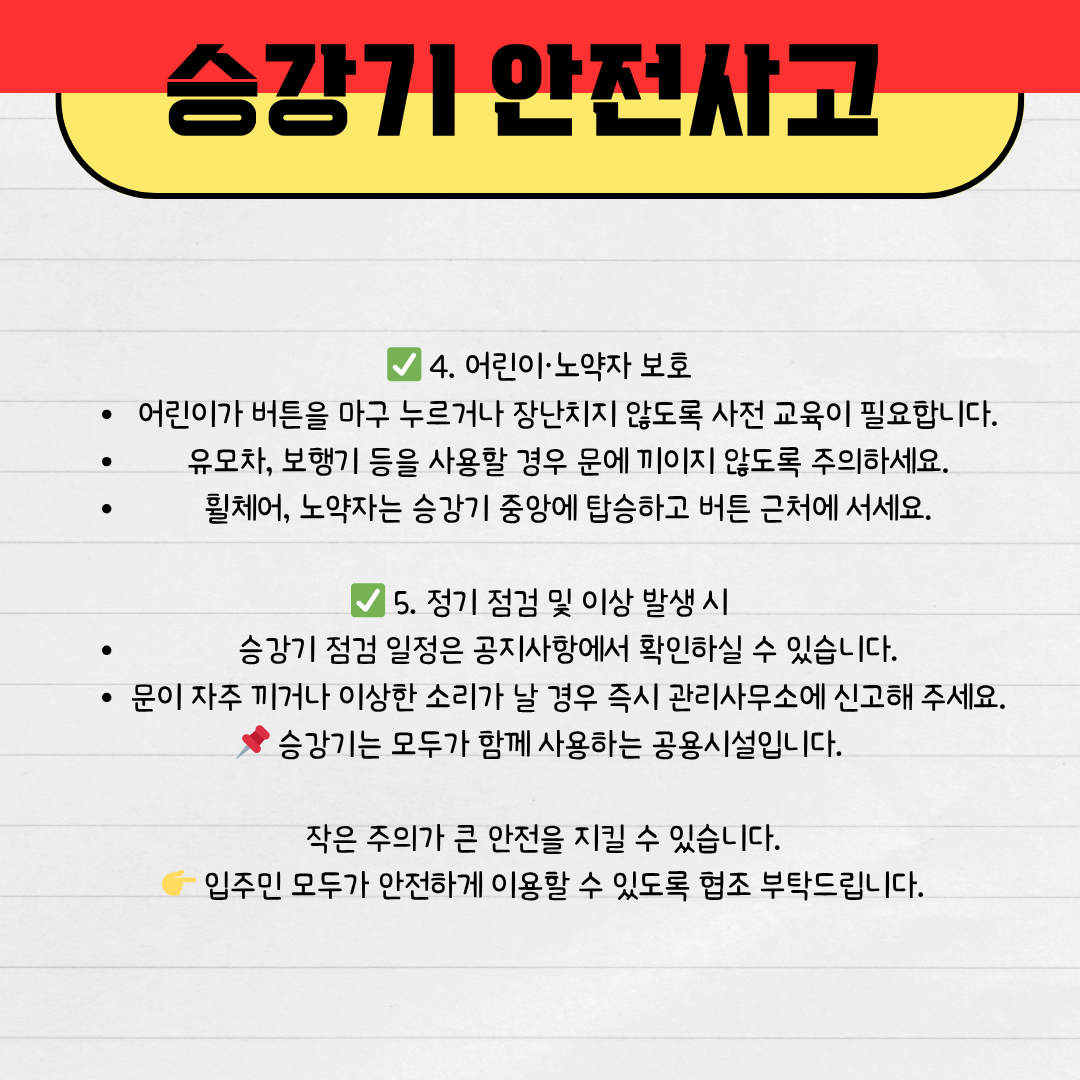 승강기 안전사고
✅ 4. 어린이·노약자 보호
• 어린이가 버튼을 마구 누르거나 장난치지 않도록 사전 교육이 필요합니다.
• 유모차, 보행기 등을 사용할 경우 문에 끼이지 않도록 주의하세요.
• 휠체어, 노약자는 승강기 중앙에 탑승하고 버튼 근처에 서세요.
✅ 5. 정기 점검 및 이상 발생 시
• 승강기 점검 일정은 공지사항에서 확인하실 수 있습니다.
• 문이 자주 끼거나 이상한 소리가 날 경우 즉시 관리사무소에 신고해 주세요.
📌 승강기는 모두가 함께 사용하는 공용시설입니다.
작은 주의가 큰 안전을 지킬 수 있습니다.
👉 입주민 모두가 안전하게 이용할 수 있도록 협조 부탁드립니다.